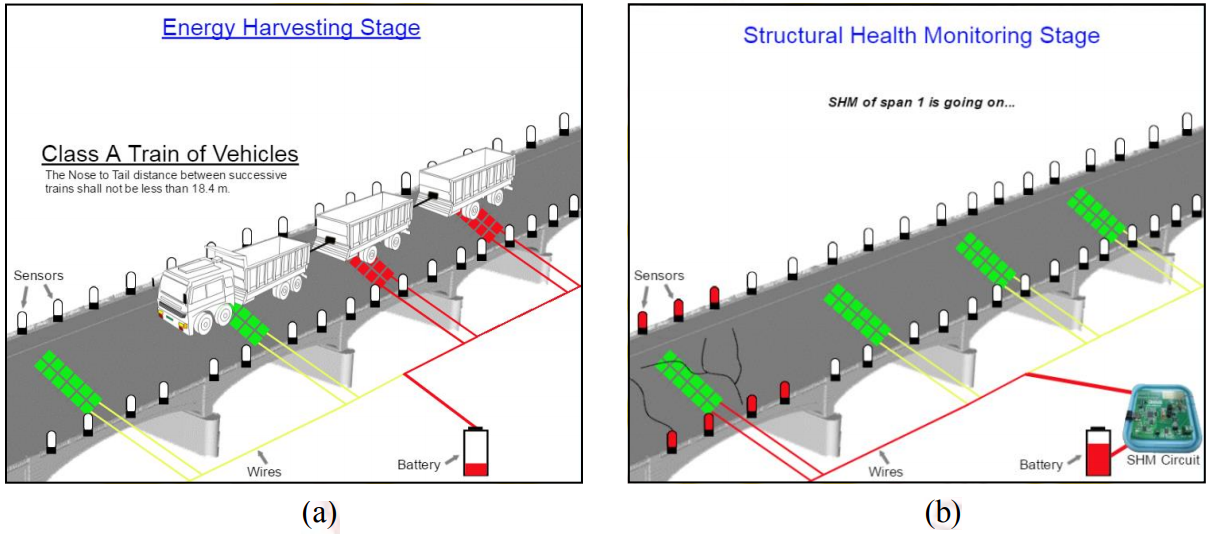 Energy Harvesting Stage
Class A Train of Vehicles
The Nose to Tail distance between successive
trains shall not be less than 18.4 m.
Sensors
Wires
Battery
(a)
Structural Health Monitoring Stage
SHM of span 1 is going on...
Sensors
Wires
Battery
SHM Circuit
(b)